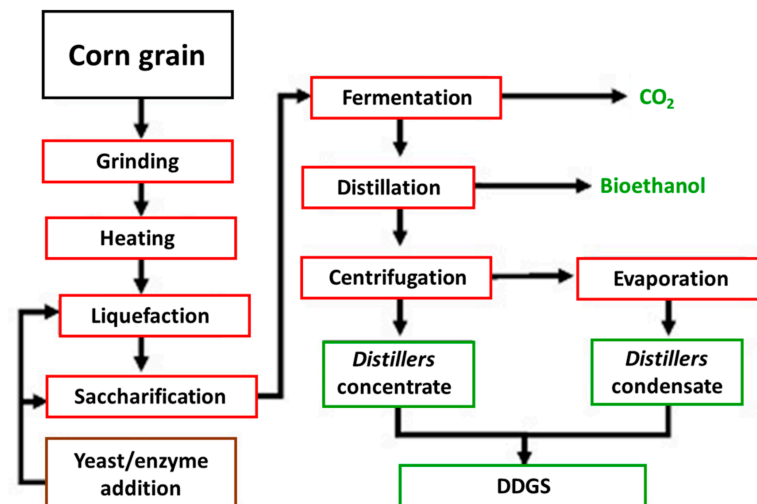 Corn grain
Grinding
Heating
Liquefaction
Saccharification
Yeast/enzyme
addition
Fermentation
CO₂
Distillation
Bioethanol
Centrifugation
Evaporation
Distillers
concentrate
Distillers
condensate
DDGS